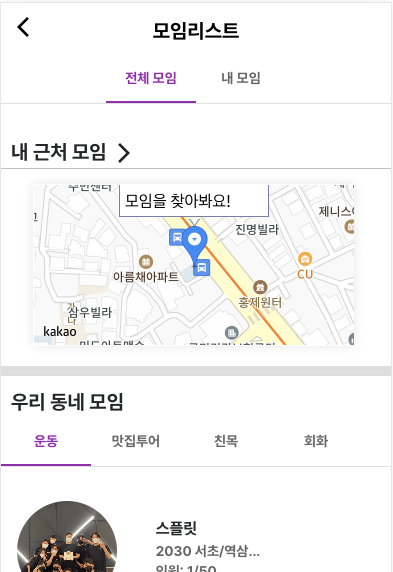 모임리스트
전체 모임 내 모임
내 근처 모임
주민센터
모임을 찾아봐요!
제니스
진명빌라
아름채아파트
CU
홍제원터
삼우빌라
kakao
우리 동네 모임
운동 맛집투어 친목 회화
스플릿
2030 서초/역삼...
인원: 1/50